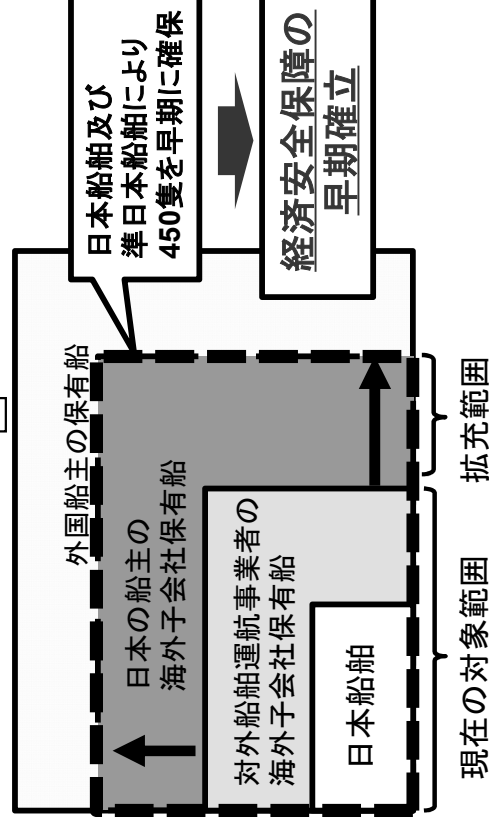 外国船主の保有船
日本の船主の
海外子会社保有船
対外船舶運航事業者の
海外子会社保有船
日本船舶
現在の対象範囲
拡充範囲
日本船舶及び
準日本船舶により
450隻を早期に確保
経済安全保障の
早期確立